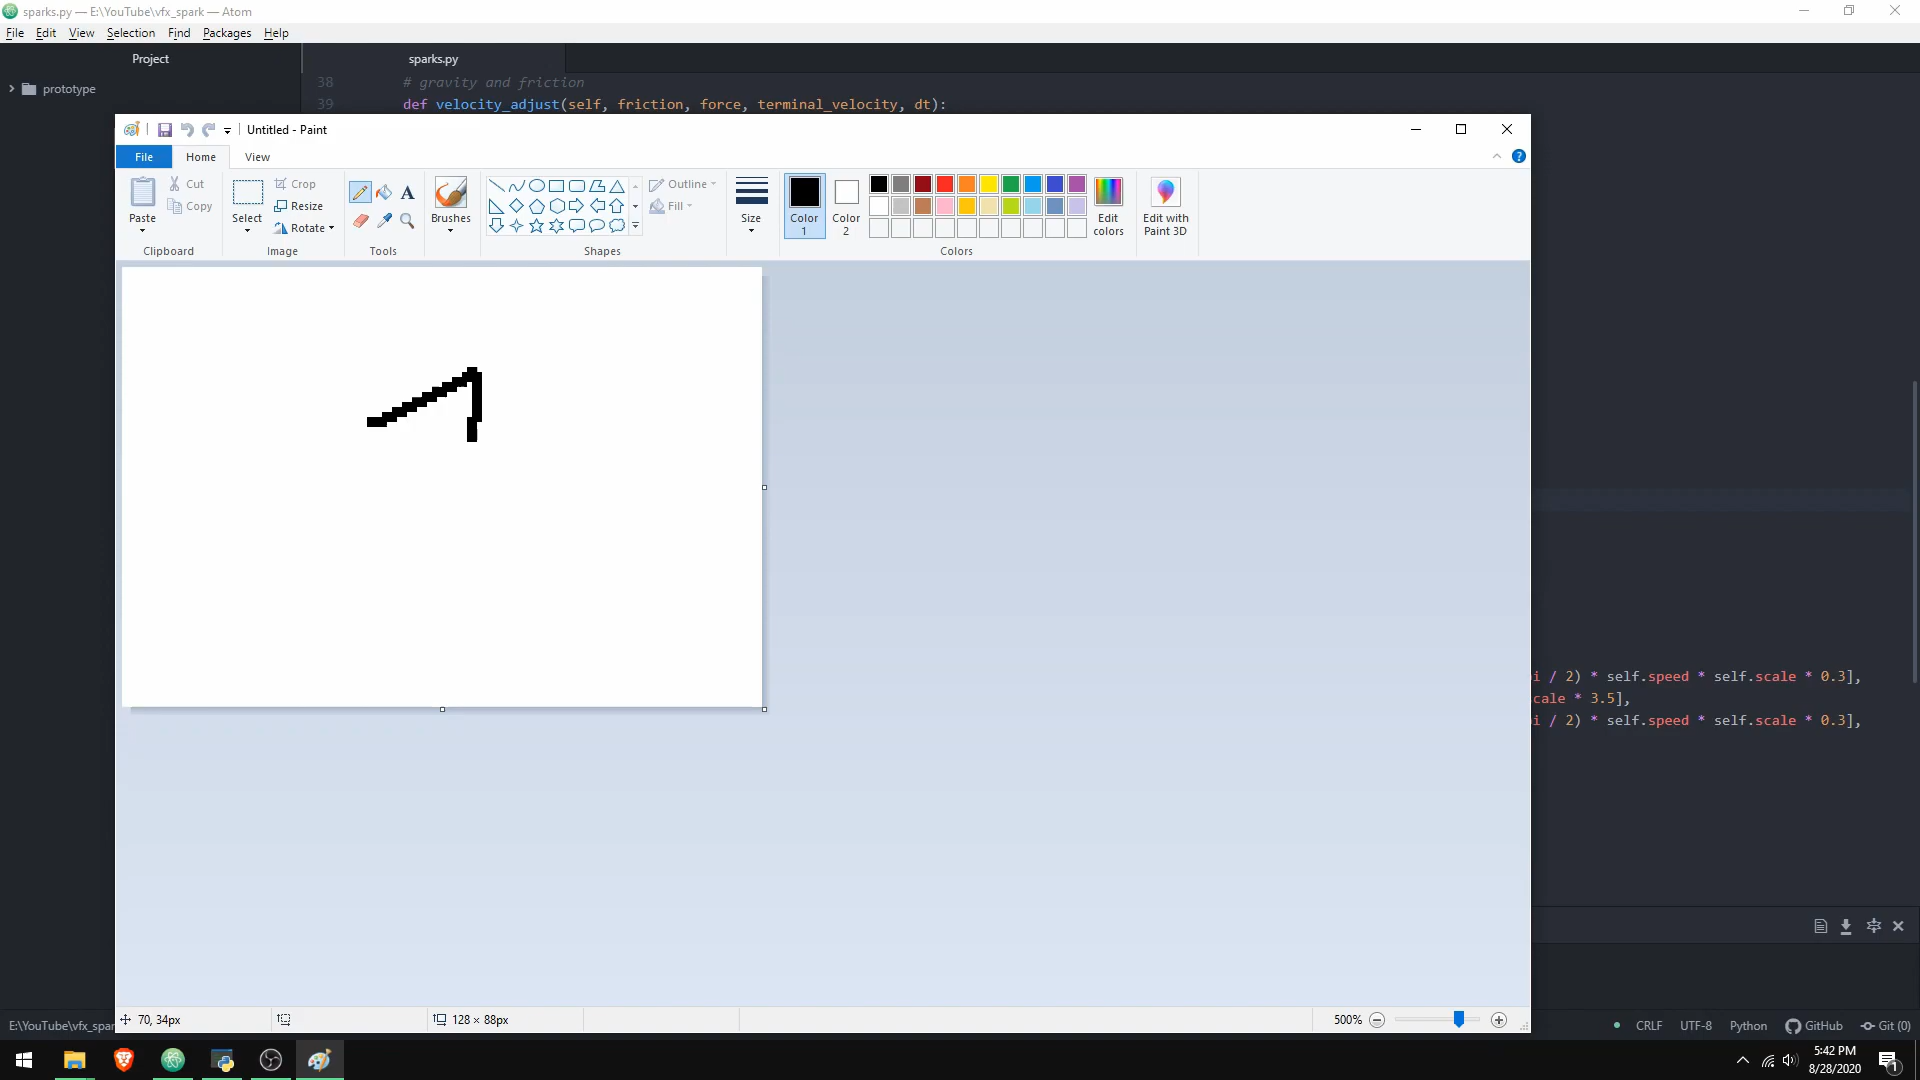 sparks.py — E:\YouTube\vfx_spark — Atom
File Edit View Selection Find Packages Help
Project
sparks.py
prototype
38 # gravity and friction
39 def velocity_adjust(self, friction, force, terminal_velocity, dt):
Untitled - Paint
File Home View
Paste
Cut
Copy
Clipboard
Select
Crop
Resize
Rotate
Image
A
Tools
Brushes
Outline
Fill
Shapes
Size
Color 1
Color 2
Edit colors
Colors
Edit with Paint 3D
i / 2) * self.speed * self.scale * 0.3],
cale * 3.5],
i / 2) * self.speed * self.scale * 0.3],
70, 34px
128 × 88px
500%
E:\YouTube\vfx_spar
CRLF UTF-8 Python GitHub Git (0)
5:42 PM
8/28/2020
1